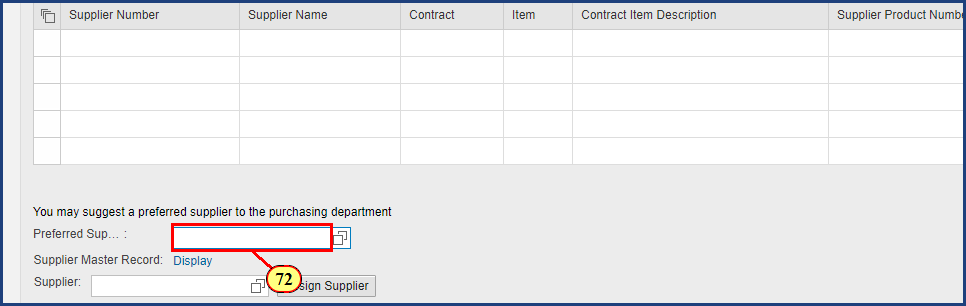 Supplier Number Supplier Name Contract Item Contract Item Description Supplier Product Numbe
You may suggest a preferred supplier to the purchasing department
Preferred Sup... :
Supplier Master Record: Display
Supplier: 72 sign Supplier